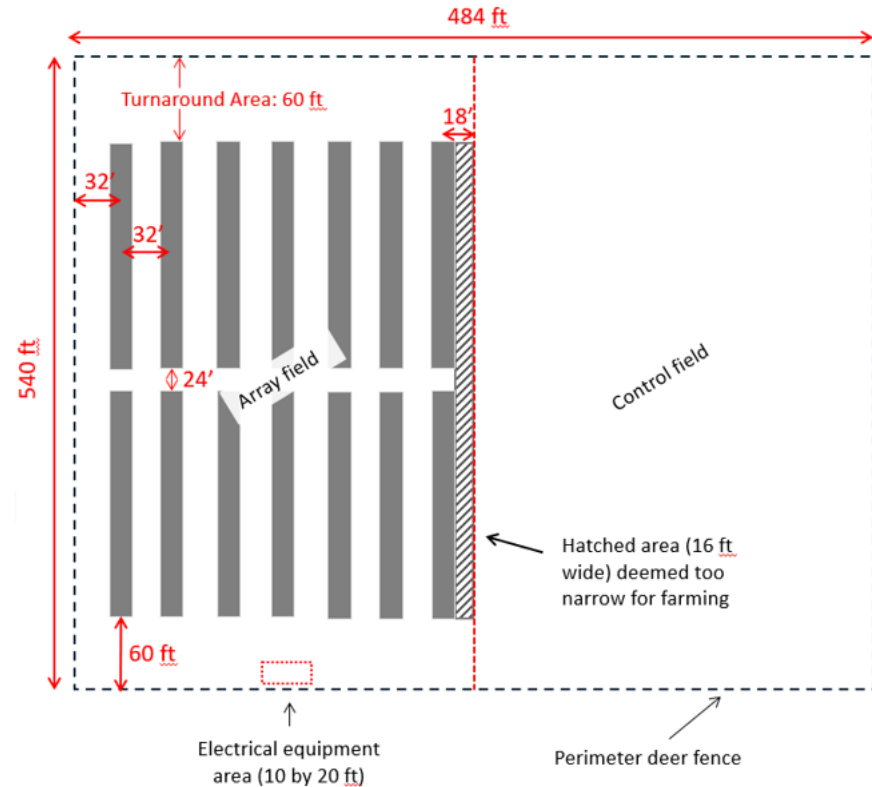 484 ft
Turnaround Area: 60 ft
18’
32’
32’
540 ft
24’
Array field
Control field
Hatched area (16 ft
wide) deemed too
narrow for farming
60 ft
Electrical equipment
area (10 by 20 ft)
Perimeter deer fence